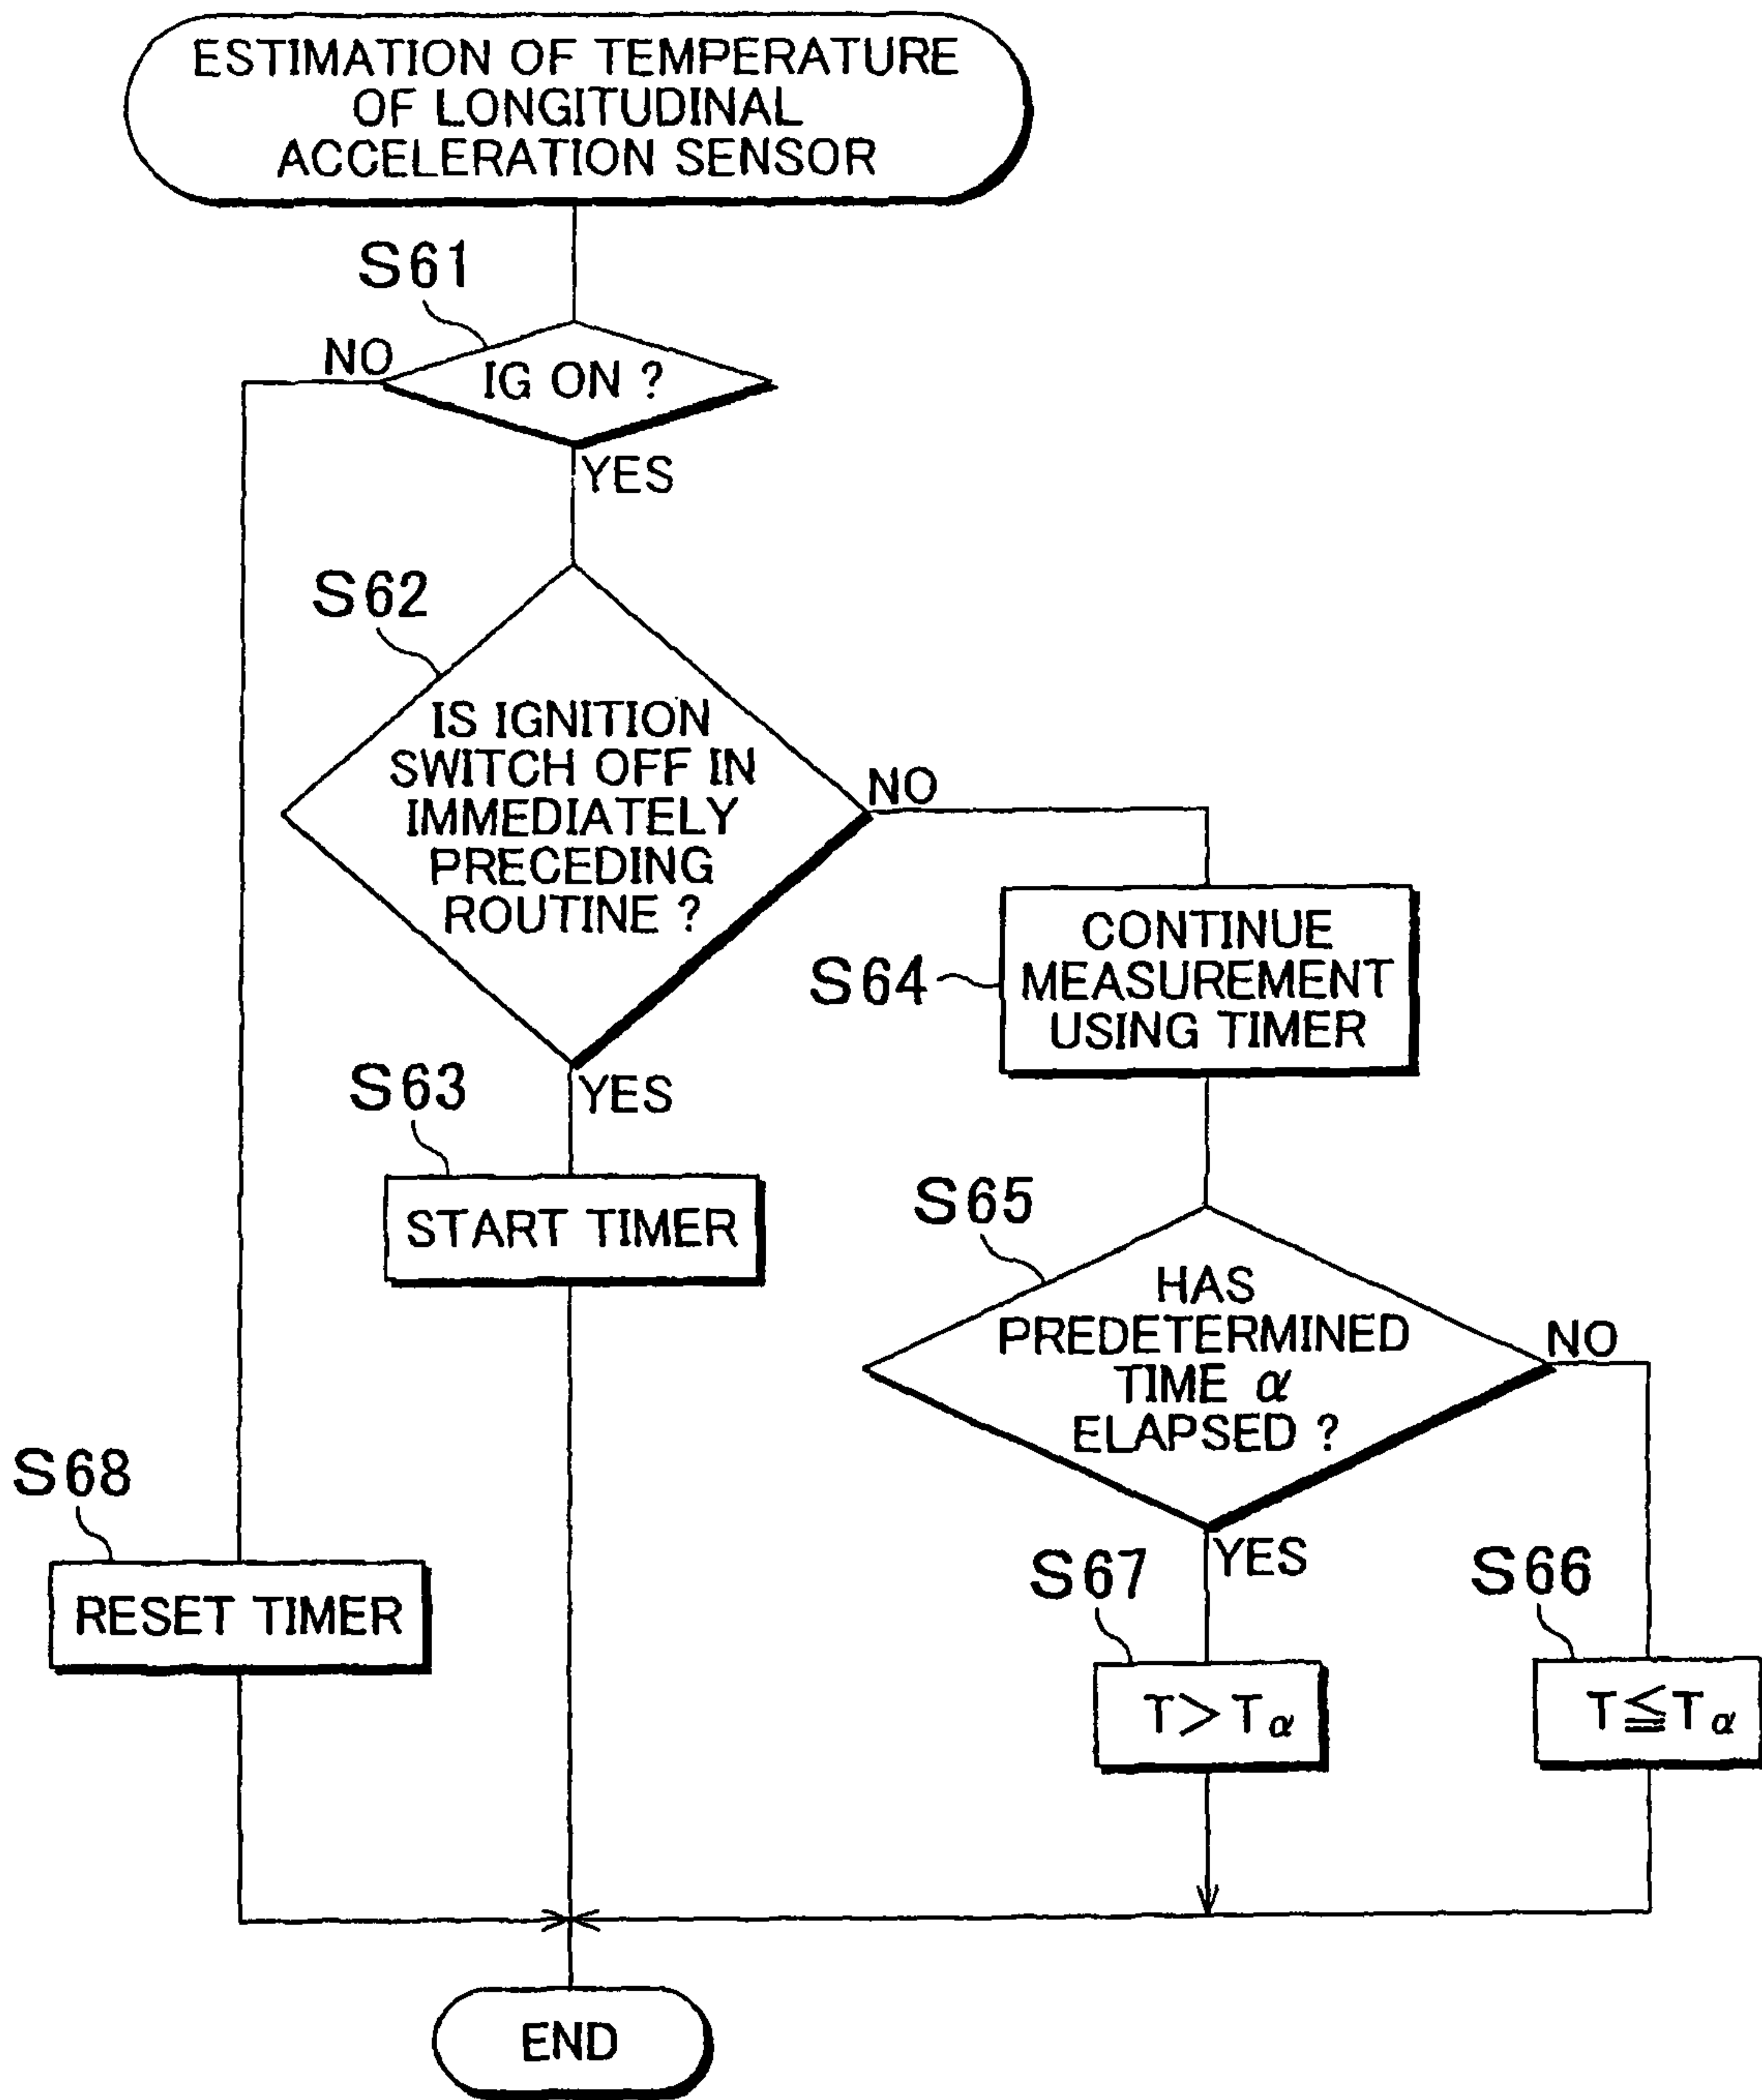 ESTIMATION OF TEMPERATURE
OF LONGITUDINAL
ACCELERATION SENSOR
S61
NO
IG ON ?
YES
S62
IS IGNITION
SWITCH OFF IN
IMMEDIATELY
PRECEDING
ROUTINE ?
NO
YES
S63
START TIMER
S64
CONTINUE
MEASUREMENT
USING TIMER
S65
HAS
PREDETERMINED
TIME α
ELAPSED ?
NO
YES
S68
RESET TIMER
S67
T>Tα
S66
T≦Tα
END